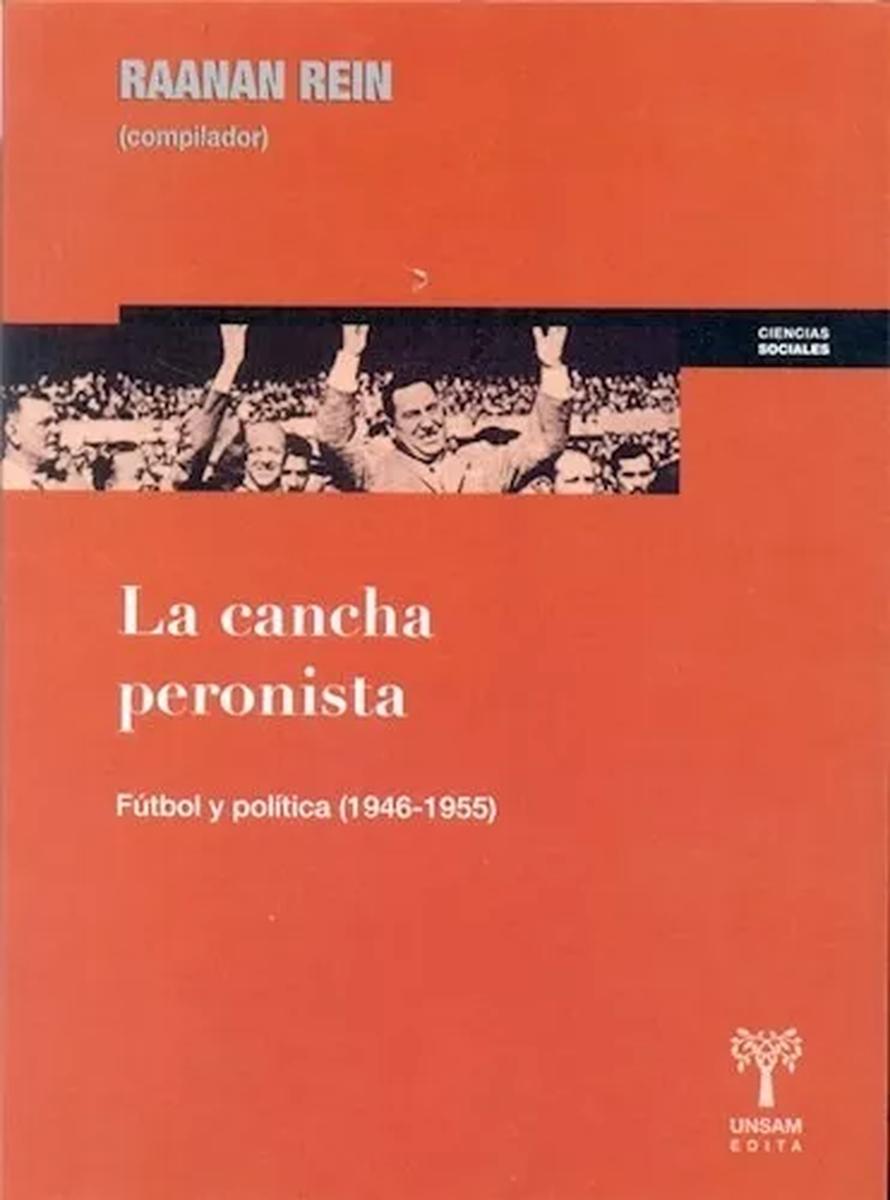 RAANAN REIN
(compilador)
CIENCIAS
SOCIALES
La cancha
peronista
Fútbol y política (1946-1955)
UNSAM
EDITA